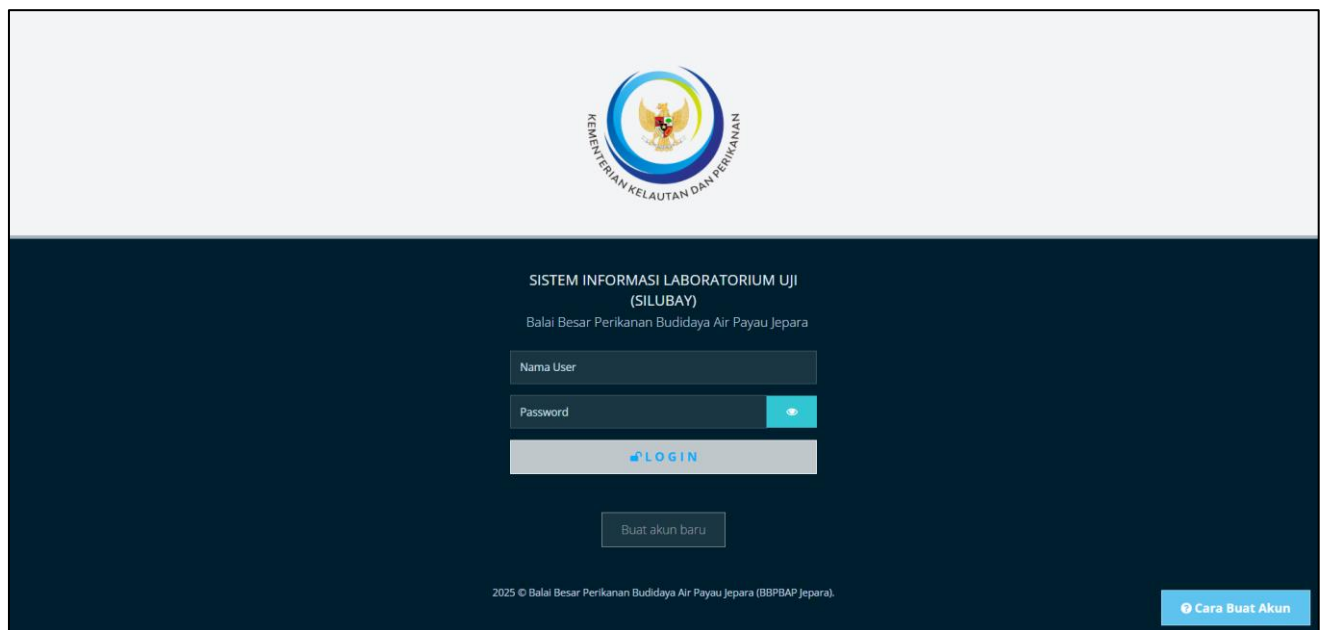 KEMENTERIAN KELAUTAN DAN PERIKANAN
SISTEM INFORMASI LABORATORIUM UJI
(SILUBAY)
Balai Besar Perikanan Budidaya Air Payau Jepara
Nama User
Password
LOGIN
Buat akun baru
2025 © Balai Besar Perikanan Budidaya Air Payau Jepara (BBPBAP Jepara).
Cara Buat Akun